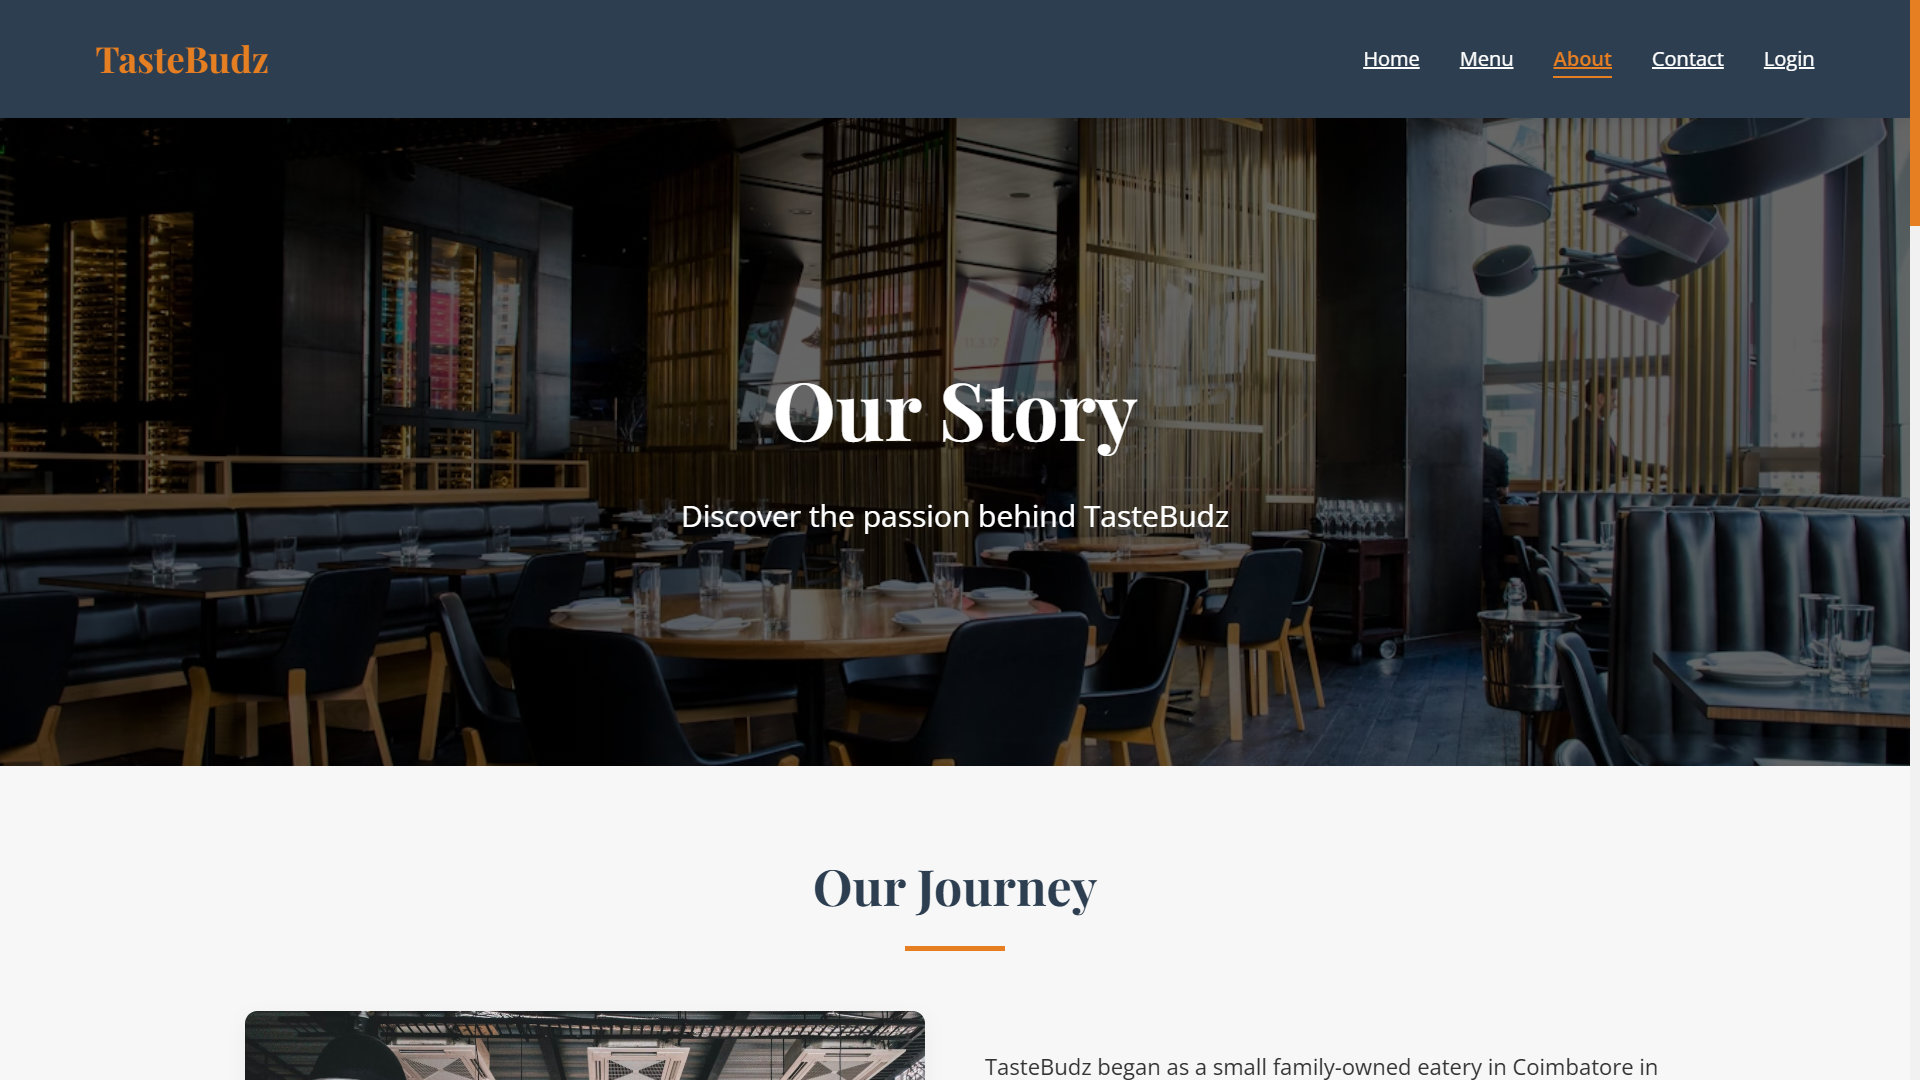 TasteBudz
Home Menu About Contact Login
Our Story
Discover the passion behind TasteBudz
Our Journey
TasteBudz began as a small family-owned eatery in Coimbatore in